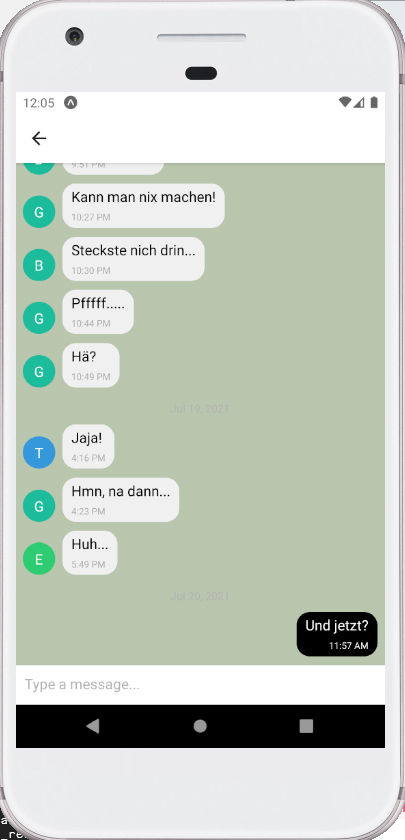 12:05
9:51 PM
G
Kann man nix machen!
10:27 PM
B
Steckste nich drin...
10:30 PM
G
Pfffff.....
10:44 PM
G
Hä?
10:49 PM
Jul 19, 2021
T
Jaja!
4:16 PM
G
Hmn, na dann...
4:23 PM
E
Huh...
5:49 PM
Jul 20, 2021
Und jetzt?
11:57 AM
Type a message...